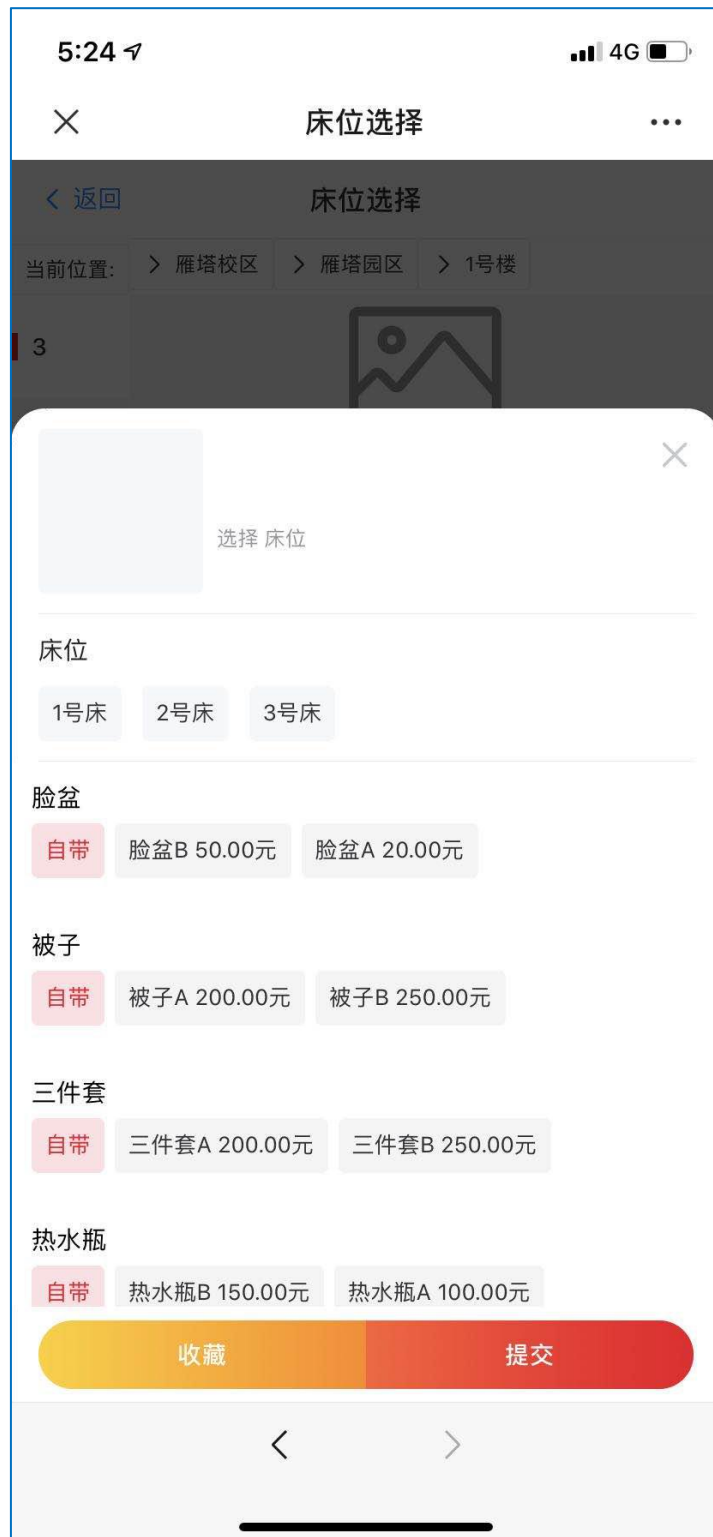 5:24
4G
床位选择
返回 床位选择
当前位置: 雁塔校区 雁塔园区 1号楼
3
选择 床位
床位
1号床 2号床 3号床
脸盆
自带 脸盆B 50.00元 脸盆A 20.00元
被子
自带 被子A 200.00元 被子B 250.00元
三件套
自带 三件套A 200.00元 三件套B 250.00元
热水瓶
自带 热水瓶B 150.00元 热水瓶A 100.00元
收藏 提交